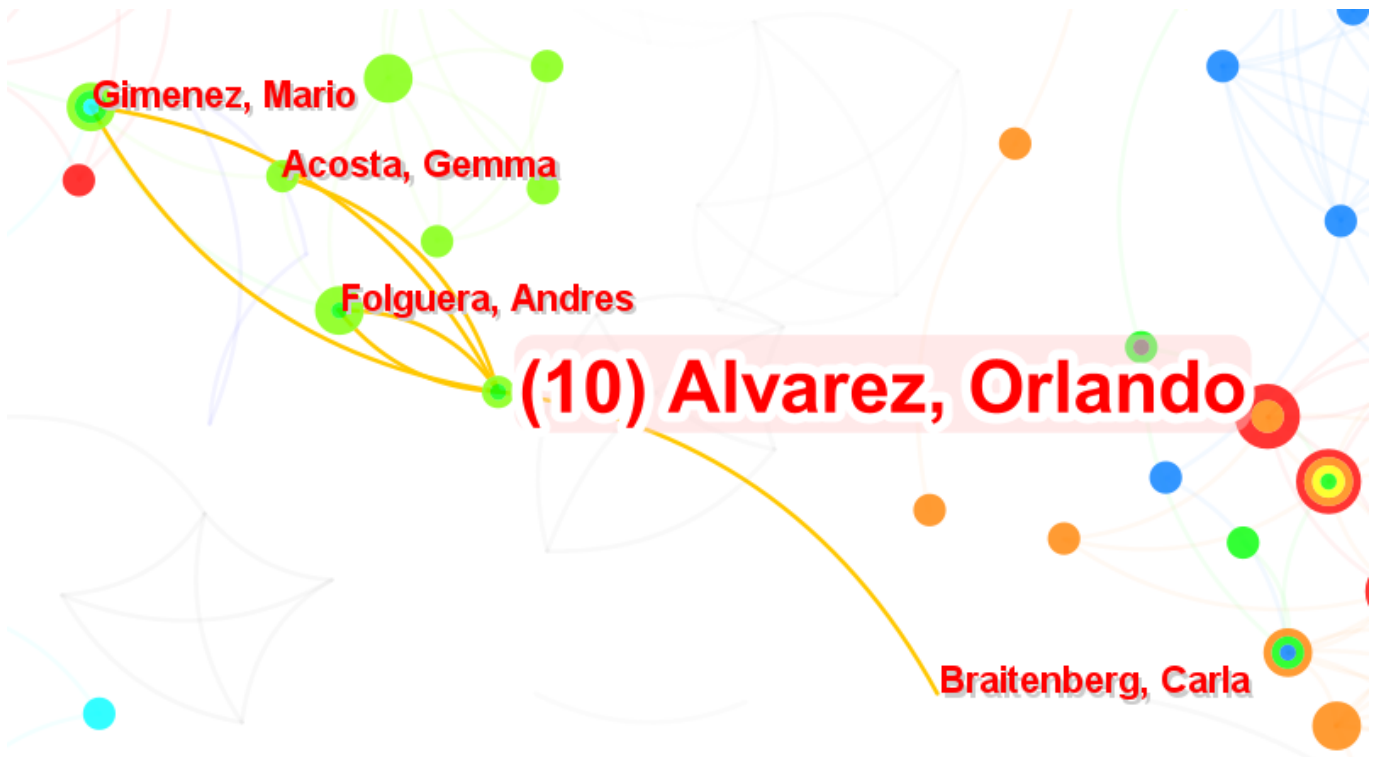 Gimenez, Mario
Acosta, Gemma
Folguera, Andres
(10) Alvarez, Orlando
Braitenberg, Carla